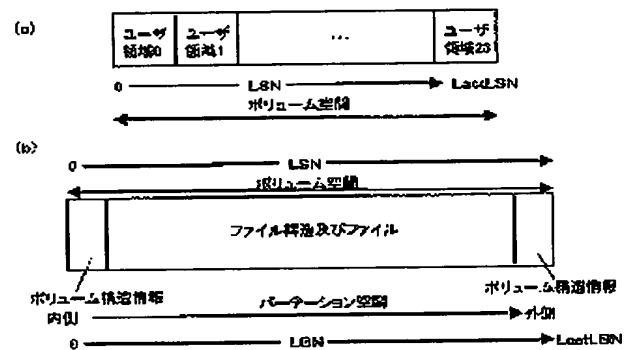 (a)
ユーザ領域0 ユーザ領域1 … ユーザ領域23
0 LSN LastLSN
ボリューム空間
(b)
0 LSN
ボリューム空間
ファイル構造及びファイル
ボリューム構造情報 ボリューム構造情報
内側 パーテーション空間 外側
0 LBN LastLBN